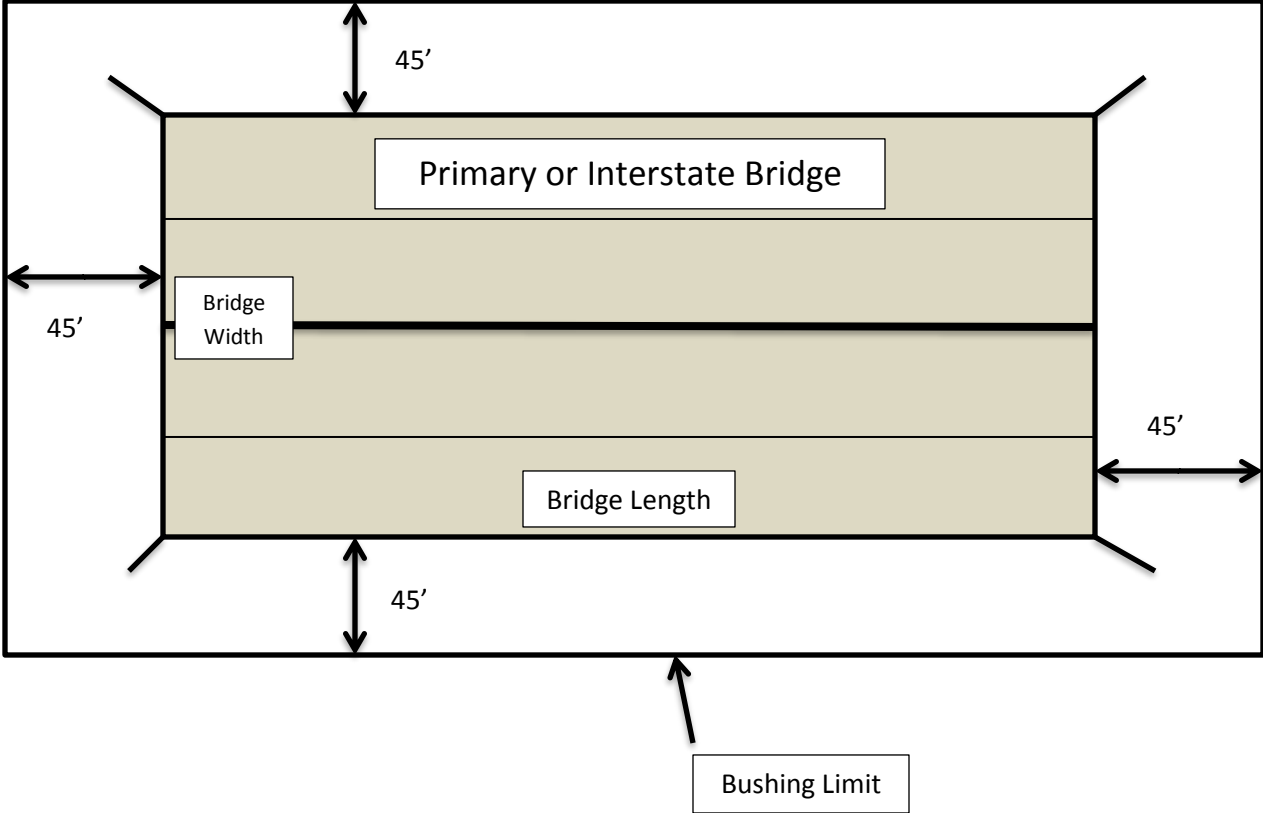 45’
Primary or Interstate Bridge
Bridge
Width
45’
45’
Bridge Length
45’
Bushing Limit